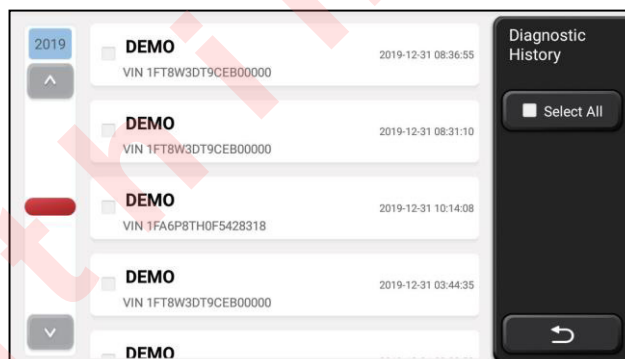 2019
DEMO
2019-12-31 08:36:55
VIN 1FT8W3DT9CEB00000
DEMO
2019-12-31 08:31:10
VIN 1FT8W3DT9CEB00000
DEMO
2019-12-31 10:14:08
VIN 1FA6P8TH0F5428318
DEMO
2019-12-31 03:44:35
VIN 1FT8W3DT9CEB00000
DEMO
Diagnostic
History
Select All